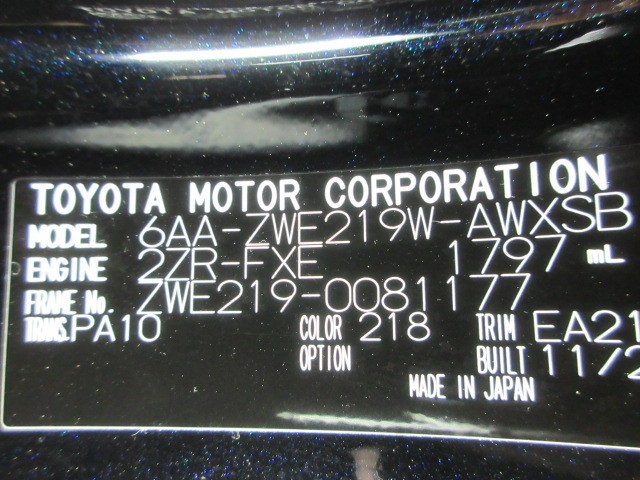 TOYOTA MOTOR CORPORATION
MODEL 6AA-ZWE219W-AWXSB
ENGINE 2ZR-FXE 1797 mL
FRAME No. ZWE219-0081177
TRANS. PA10 COLOR 218 TRIM EA21
OPTION BUILT 11/2
MADE IN JAPAN